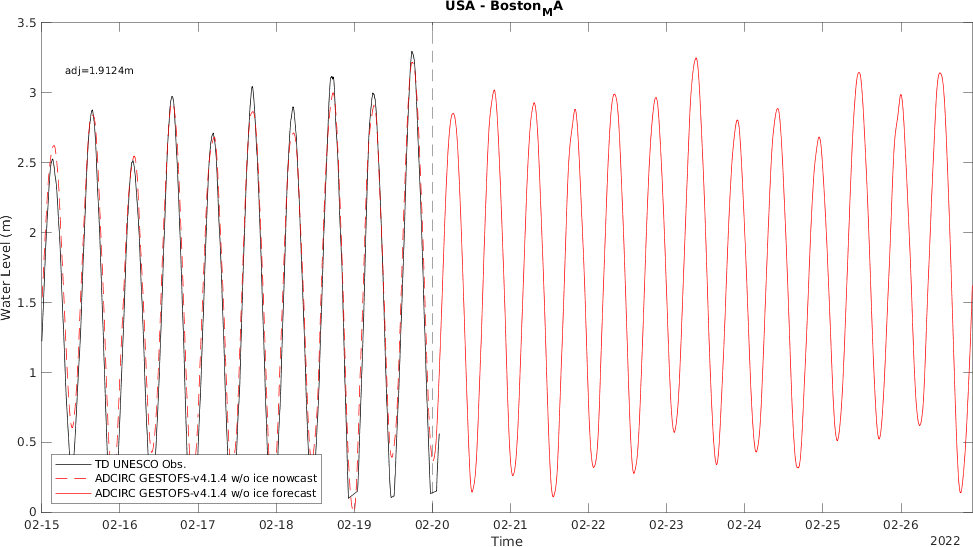 USA - Boston_MA
adj=1.9124m
3.5
3
2.5
2
1.5
1
0.5
0
Water Level (m)
TD UNESCO Obs.
ADCIRC GESTOFS-v4.1.4 w/o ice nowcast
ADCIRC GESTOFS-v4.1.4 w/o ice forecast
02-15 02-16 02-17 02-18 02-19 02-20 02-21 02-22 02-23 02-24 02-25 02-26
Time
2022